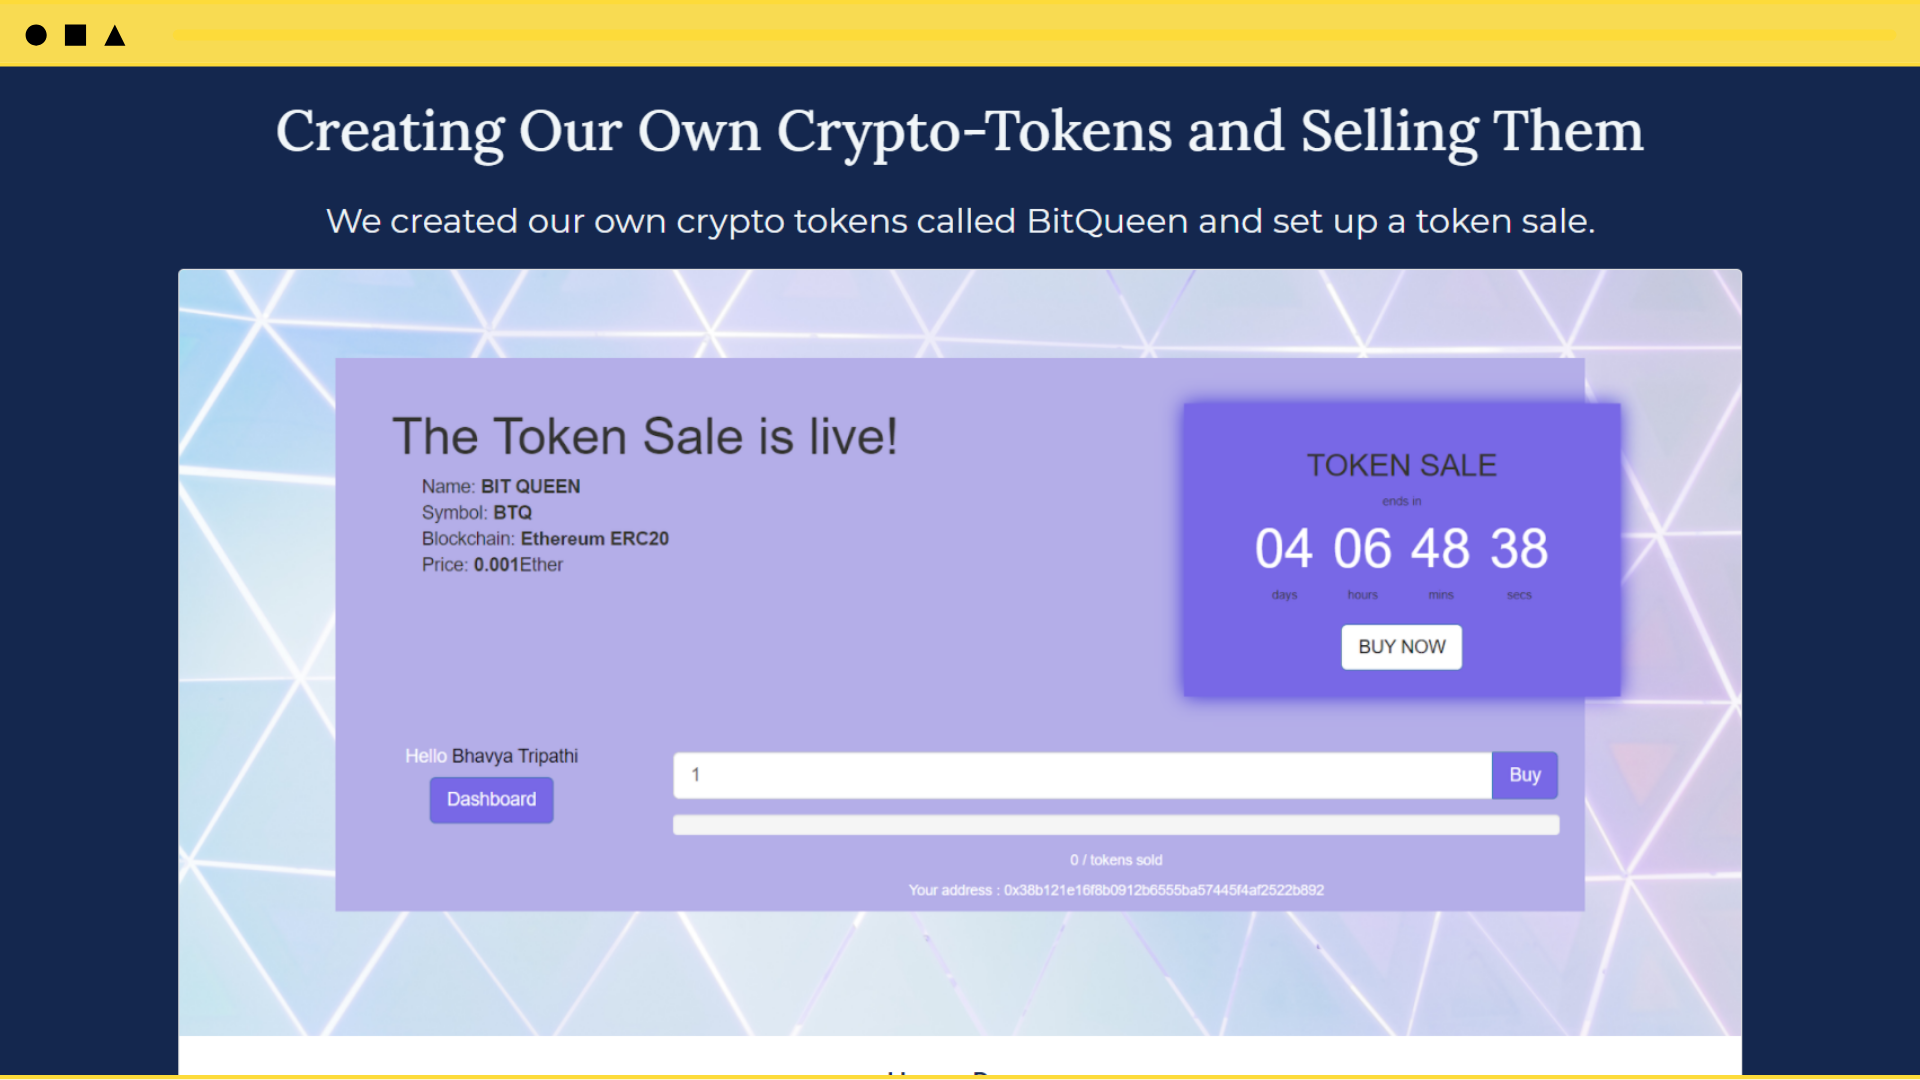 Creating Our Own Crypto-Tokens and Selling Them
We created our own crypto tokens called BitQueen and set up a token sale.
The Token Sale is live!
Name: BIT QUEEN
Symbol: BTQ
Blockchain: Ethereum ERC20
Price: 0.001Ether
TOKEN SALE
ends in
04 06 48 38
days hours mins secs
BUY NOW
Hello Bhavya Tripathi
Dashboard
1
Buy
0 / tokens sold
Your address : 0x38b121e16f8b0912b6555ba57445f4af2522b892